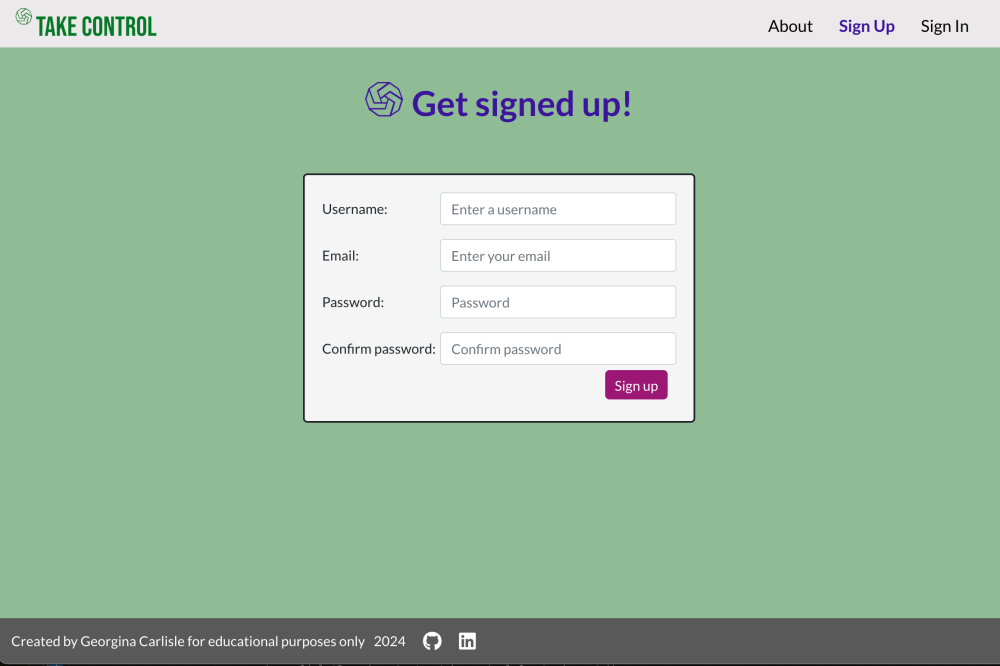 TAKE CONTROL
About Sign Up Sign In
Get signed up!
Username: Enter a username
Email: Enter your email
Password: Password
Confirm password: Confirm password
Sign up
Created by Georgina Carlisle for educational purposes only 2024